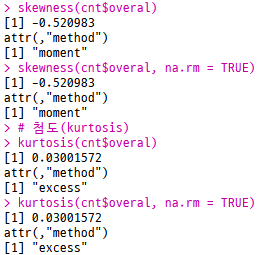 > skewness(cnt$overal)
[1] -0.520983
attr(,"method")
[1] "moment"
> skewness(cnt$overal, na.rm = TRUE)
[1] -0.520983
attr(,"method")
[1] "moment"
> # 첨도(kurtosis)
> kurtosis(cnt$overal)
[1] 0.03001572
attr(,"method")
[1] "excess"
> kurtosis(cnt$overal, na.rm = TRUE)
[1] 0.03001572
attr(,"method")
[1] "excess"